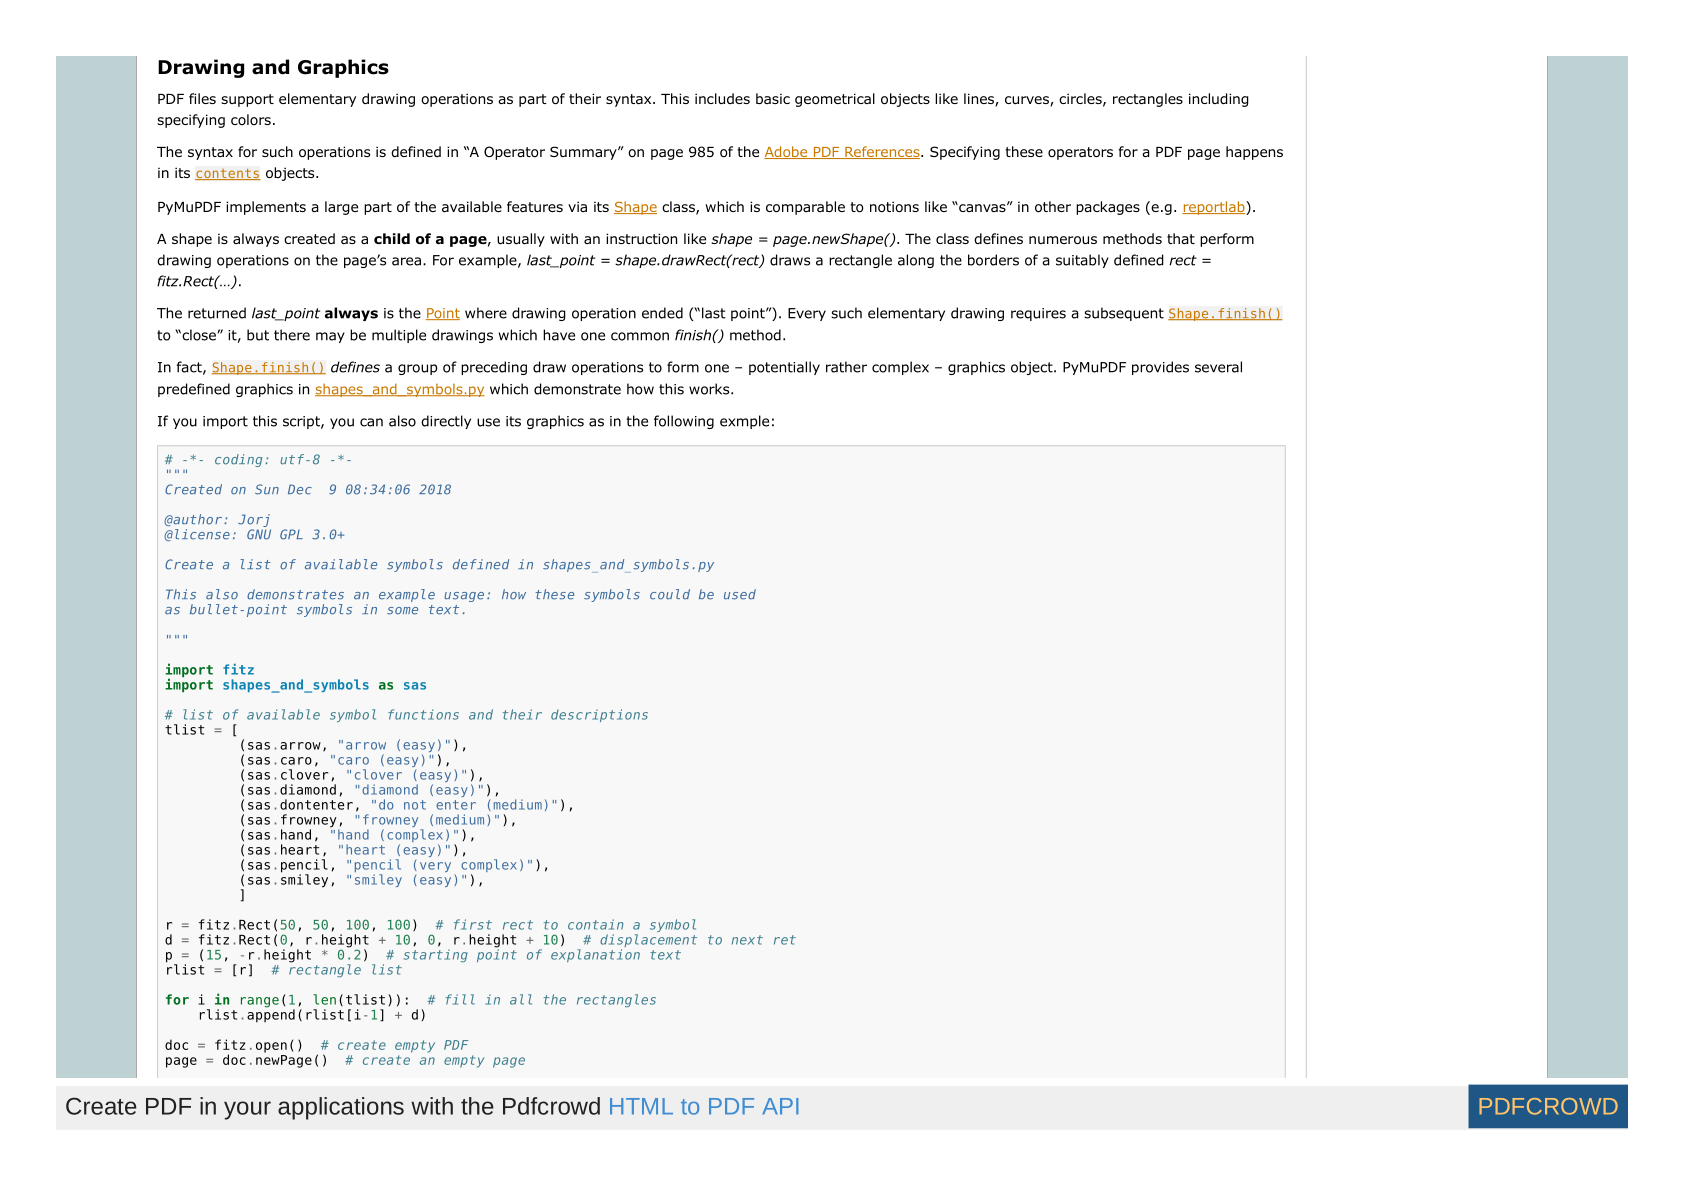 Drawing and Graphics
PDF files support elementary drawing operations as part of their syntax. This includes basic geometrical objects like lines, curves, circles, rectangles including
specifying colors.
The syntax for such operations is defined in “A Operator Summary” on page 985 of the Adobe PDF References. Specifying these operators for a PDF page happens
in its contents objects.
PyMuPDF implements a large part of the available features via its Shape class, which is comparable to notions like “canvas” in other packages (e.g. reportlab).
A shape is always created as a child of a page, usually with an instruction like shape = page.newShape(). The class defines numerous methods that perform
drawing operations on the page’s area. For example, last_point = shape.drawRect(rect) draws a rectangle along the borders of a suitably defined rect =
fitz.Rect(…).
The returned last_point always is the Point where drawing operation ended (“last point”). Every such elementary drawing requires a subsequent Shape.finish()
to “close” it, but there may be multiple drawings which have one common finish() method.
In fact, Shape.finish() defines a group of preceding draw operations to form one – potentially rather complex – graphics object. PyMuPDF provides several
predefined graphics in shapes_and_symbols.py which demonstrate how this works.
If you import this script, you can also directly use its graphics as in the following exmple:
# -*- coding: utf-8 -*-
"""
Created on Sun Dec  9 08:34:06 2018
@author: Jorj
@license: GNU GPL 3.0+
Create a list of available symbols defined in shapes_and_symbols.py
This also demonstrates an example usage: how these symbols could be used
as bullet-point symbols in some text.
"""
import fitz
import shapes_and_symbols as sas
# list of available symbol functions and their descriptions
tlist = [
         (sas.arrow, "arrow (easy)"),
         (sas.caro, "caro (easy)"),
         (sas.clover, "clover (easy)"),
         (sas.diamond, "diamond (easy)"),
         (sas.dontenter, "do not enter (medium)"),
         (sas.frowney, "frowney (medium)"),
         (sas.hand, "hand (complex)"),
         (sas.heart, "heart (easy)"),
         (sas.pencil, "pencil (very complex)"),
         (sas.smiley, "smiley (easy)"),
         ]
r = fitz.Rect(50, 50, 100, 100)  # first rect to contain a symbol
d = fitz.Rect(0, r.height + 10, 0, r.height + 10)  # displacement to next ret
p = (15, -r.height * 0.2)  # starting point of explanation text
rlist = [r]  # rectangle list
for i in range(1, len(tlist)):  # fill in all the rectangles
    rlist.append(rlist[i-1] + d)
doc = fitz.open()  # create empty PDF
page = doc.newPage()  # create an empty page
Create PDF in your applications with the Pdfcrowd HTML to PDF API
PDFCROWD